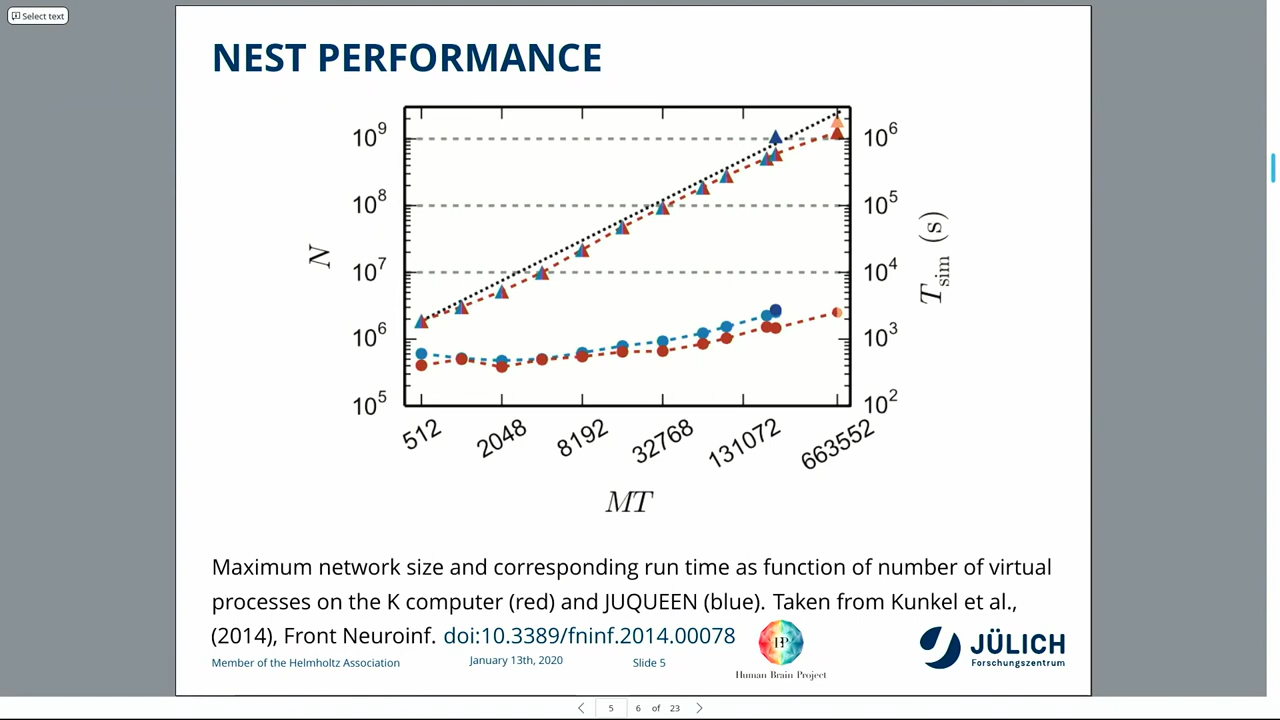 Select text
NEST PERFORMANCE
10^9
10^8
10^7
10^6
10^5
N
10^6
10^5
10^4
10^3
10^2
T_sim (s)
512
2048
8192
32768
131072
663552
MT
Maximum network size and corresponding run time as function of number of virtual
processes on the K computer (red) and JUQUEEN (blue). Taken from Kunkel et al.,
(2014), Front Neuroinf. doi:10.3389/fninf.2014.00078
Member of the Helmholtz Association
January 13th, 2020
Slide 5
Human Brain Project
JÜLICH
Forschungszentrum
5 6 of 23